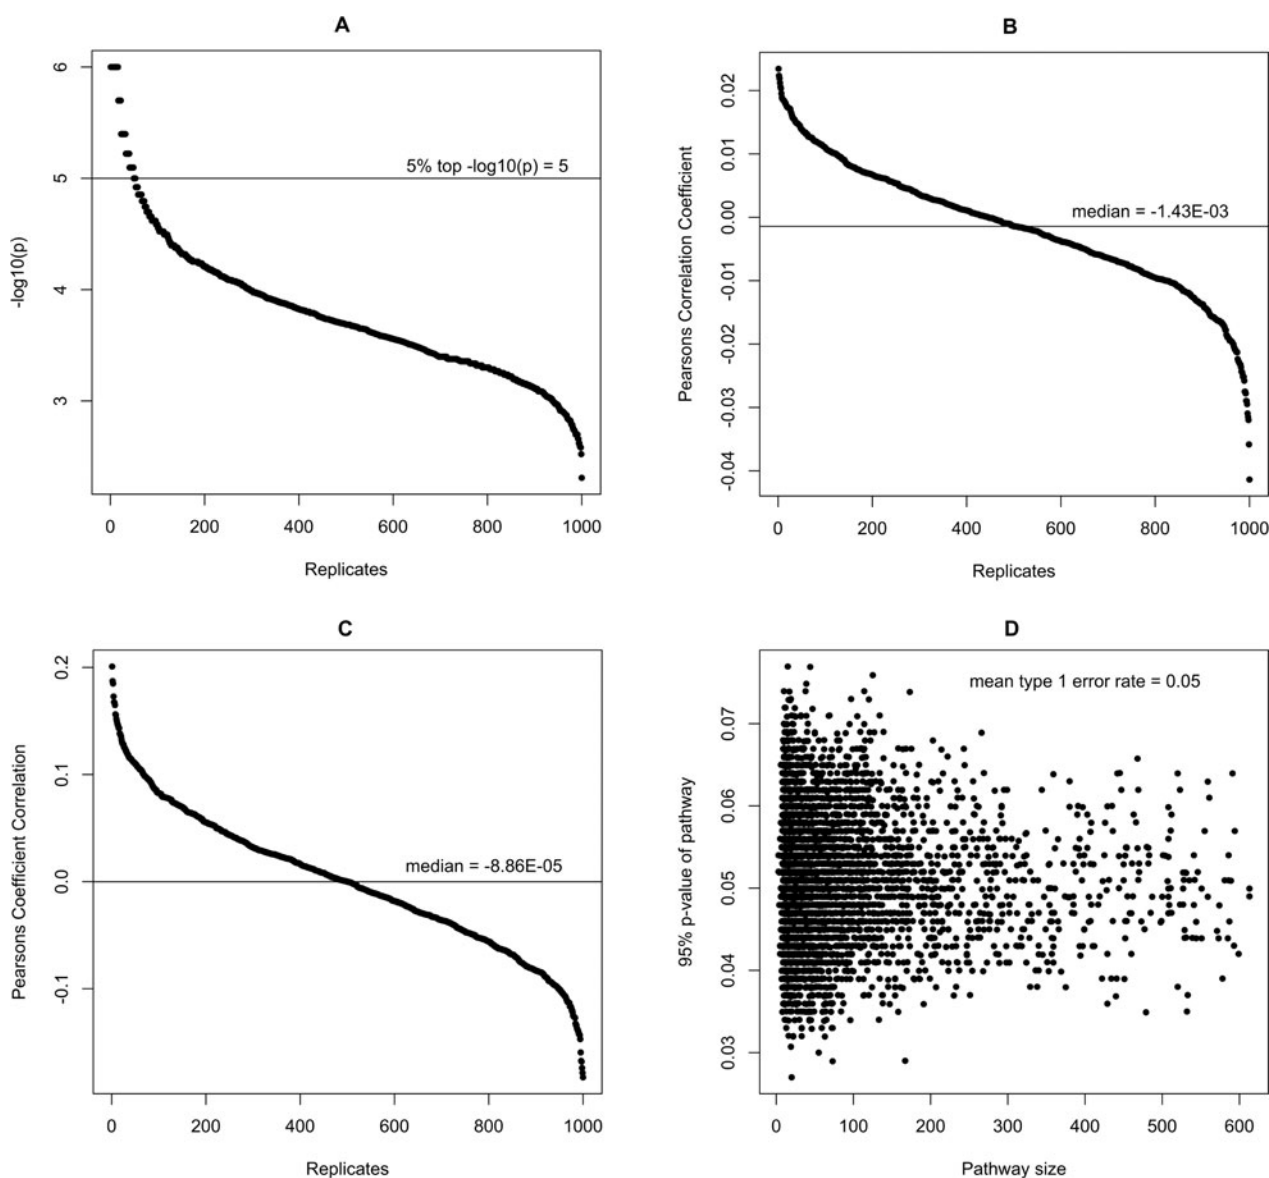 A
-log10(p)
6
5
4
3
5% top -log10(p) = 5
0 200 400 600 800 1000
Replicates
B
Pearsons Correlation Coefficient
0.02
0.01
0.00
-0.01
-0.02
-0.03
-0.04
median = -1.43E-03
0 200 400 600 800 1000
Replicates
C
Pearsons Coefficient Correlation
0.2
0.1
0.0
-0.1
median = -8.86E-05
0 200 400 600 800 1000
Replicates
D
95% p-value of pathway
0.07
0.06
0.05
0.04
0.03
mean type 1 error rate = 0.05
0 100 200 300 400 500 600
Pathway size